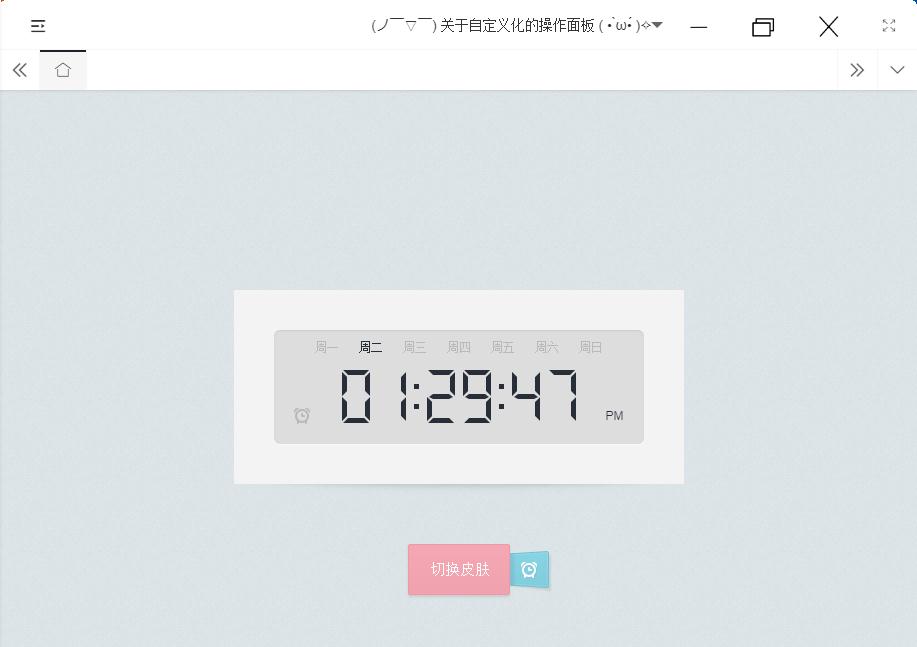 (ノ￣▽￣) 关于自定义化的操作面板 ( •̀ω•́ )✧
周一 周二 周三 周四 周五 周六 周日
01:29:47 PM
切换皮肤